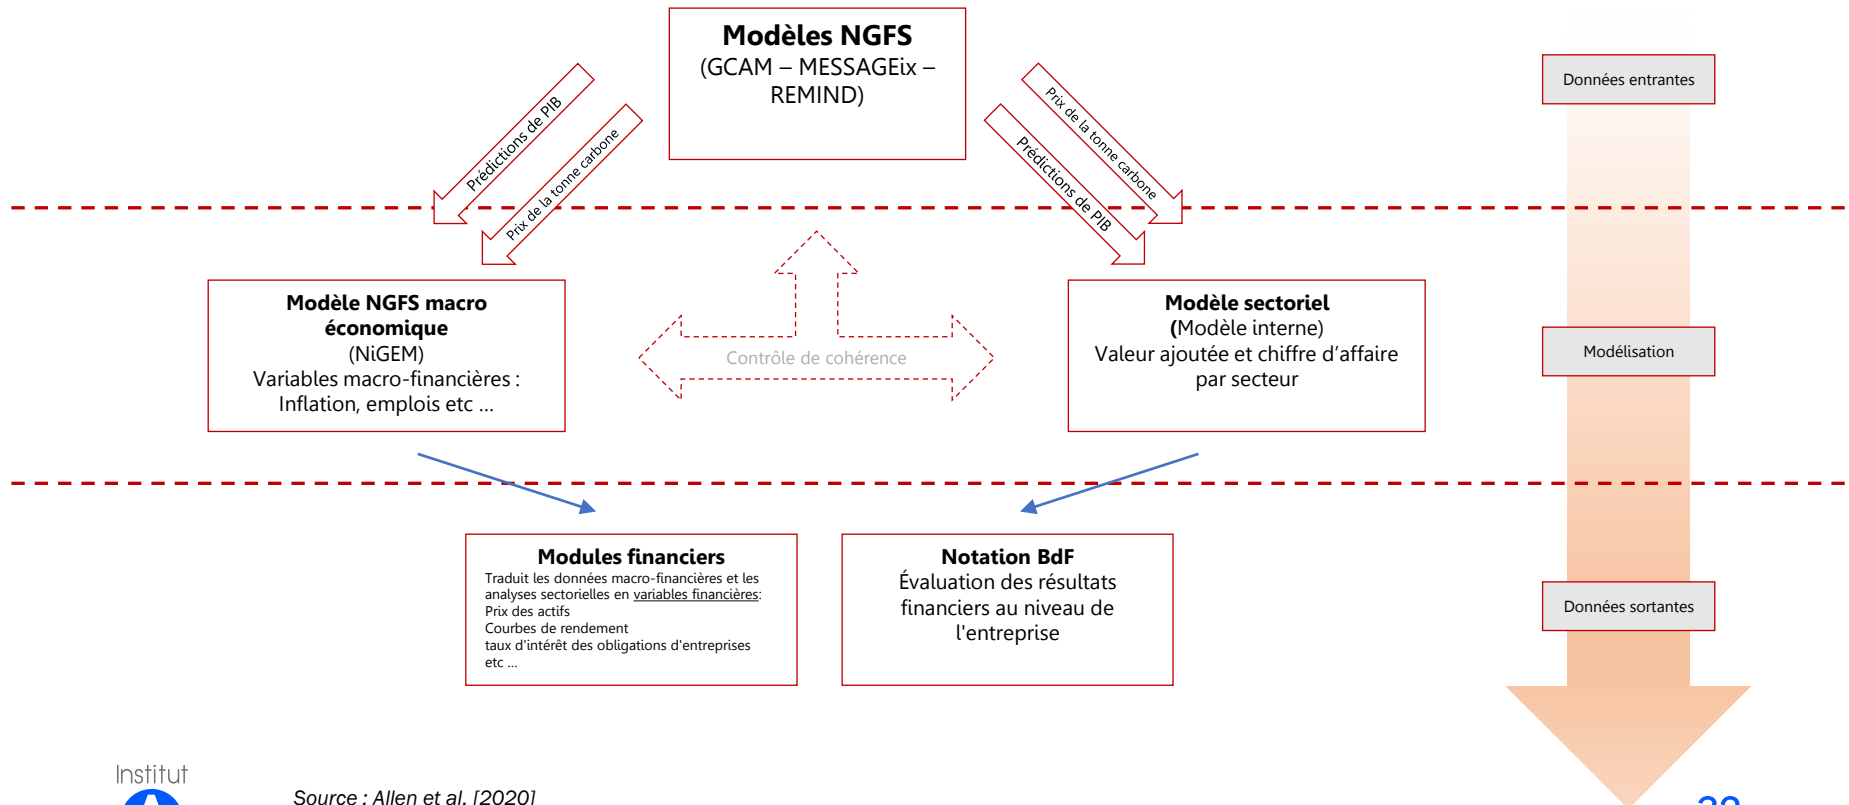 Modèles NGFS
(GCAM – MESSAGEix –
REMIND)
Données entrantes
Prédictions de PIB
Prix de la tonne carbone
Prix de la tonne carbone
Prédictions de PIB
Modèle NGFS macro
économique
(NiGEM)
Variables macro-financières :
Inflation, emplois etc ...
Contrôle de cohérence
Modèle sectoriel
(Modèle interne)
Valeur ajoutée et chiffre d'affaire
par secteur
Modélisation
Modules financiers
Traduit les données macro-financières et les
analyses sectorielles en variables financières:
Prix des actifs
Courbes de rendement
taux d'intérêt des obligations d'entreprises
etc ...
Notation BdF
Évaluation des résultats
financiers au niveau de
l'entreprise
Données sortantes
Institut
Source : Allen et al. [2020]